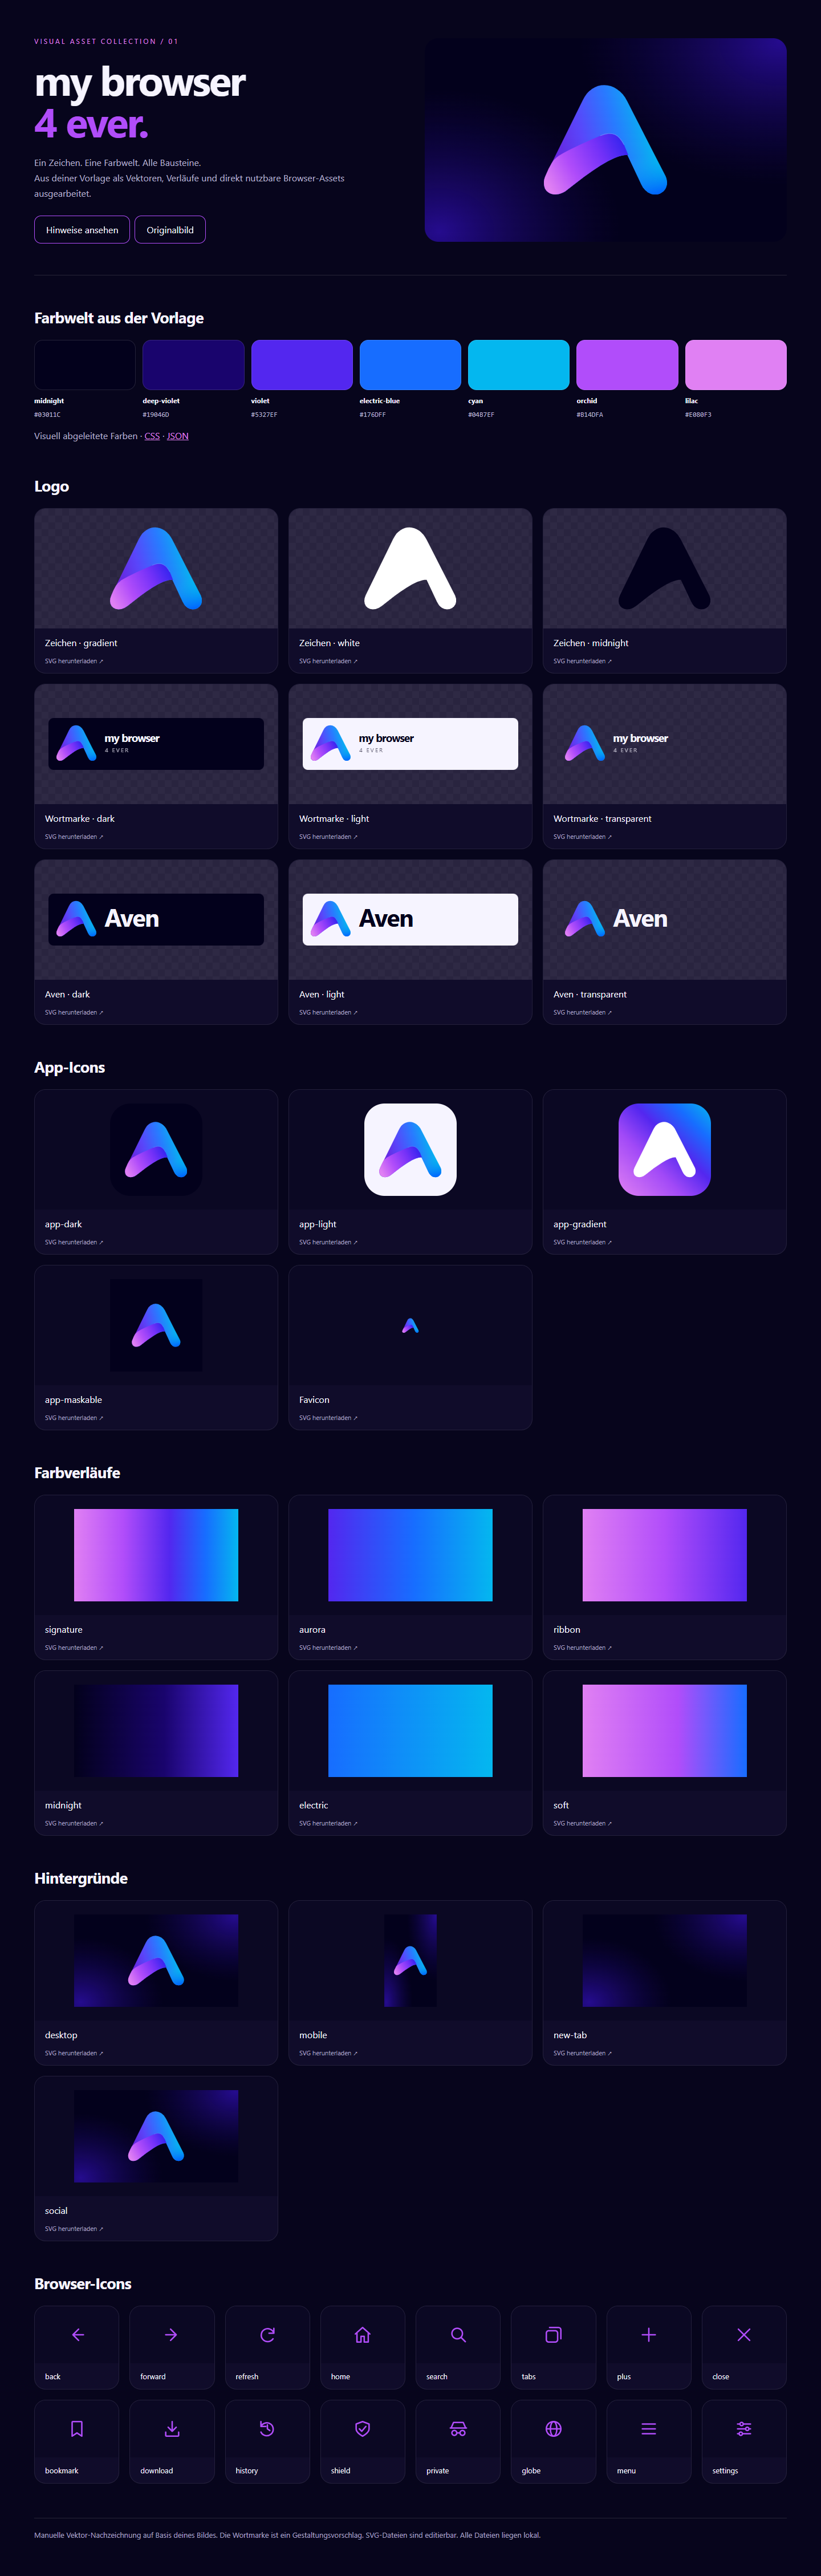 VISUAL ASSET COLLECTION / 01
my browser
4 ever.
Ein Zeichen. Eine Farbwelt. Alle Bausteine.
Aus deiner Vorlage als Vektoren, Verläufe und direkt nutzbare Browser-Assets
ausgearbeitet.
Hinweise ansehen
Originalbild
Farbwelt aus der Vorlage
midnight
deep-violet
violet
electric-blue
cyan
orchid
lilac
#03011C
#19046D
#5327EF
#176DFF
#04B7EF
#B14DFA
#E080F3
Visuell abgeleitete Farben · CSS · JSON
Logo
Zeichen · gradient
Zeichen · white
Zeichen · midnight
SVG herunterladen ↗
SVG herunterladen ↗
SVG herunterladen ↗
my browser
4 EVER
my browser
4 EVER
my browser
4 EVER
Wortmarke · dark
Wortmarke · light
Wortmarke · transparent
SVG herunterladen ↗
SVG herunterladen ↗
SVG herunterladen ↗
Aven
Aven
Aven
Aven · dark
Aven · light
Aven · transparent
SVG herunterladen ↗
SVG herunterladen ↗
SVG herunterladen ↗
App-Icons
app-dark
app-light
app-gradient
SVG herunterladen ↗
SVG herunterladen ↗
SVG herunterladen ↗
app-maskable
Favicon
SVG herunterladen ↗
SVG herunterladen ↗
Farbverläufe
signature
aurora
ribbon
SVG herunterladen ↗
SVG herunterladen ↗
SVG herunterladen ↗
midnight
electric
soft
SVG herunterladen ↗
SVG herunterladen ↗
SVG herunterladen ↗
Hintergründe
desktop
mobile
new-tab
SVG herunterladen ↗
SVG herunterladen ↗
SVG herunterladen ↗
social
SVG herunterladen ↗
Browser-Icons
back
forward
refresh
home
search
tabs
plus
close
bookmark
download
history
shield
private
globe
menu
settings
Manuelle Vektor-Nachzeichnung auf Basis deines Bildes. Die Wortmarke ist ein Gestaltungsvorschlag. SVG-Dateien sind editierbar. Alle Dateien liegen lokal.